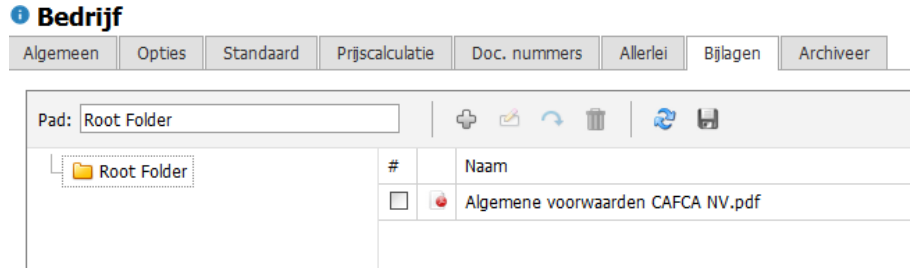 Bedrijf
Algemeen Opties Standaard Prijscalculatie Doc. nummers Allerlei Bijlagen Archiveer
Pad: Root Folder
Root Folder
# Naam
Algemene voorwaarden CAFCA NV.pdf